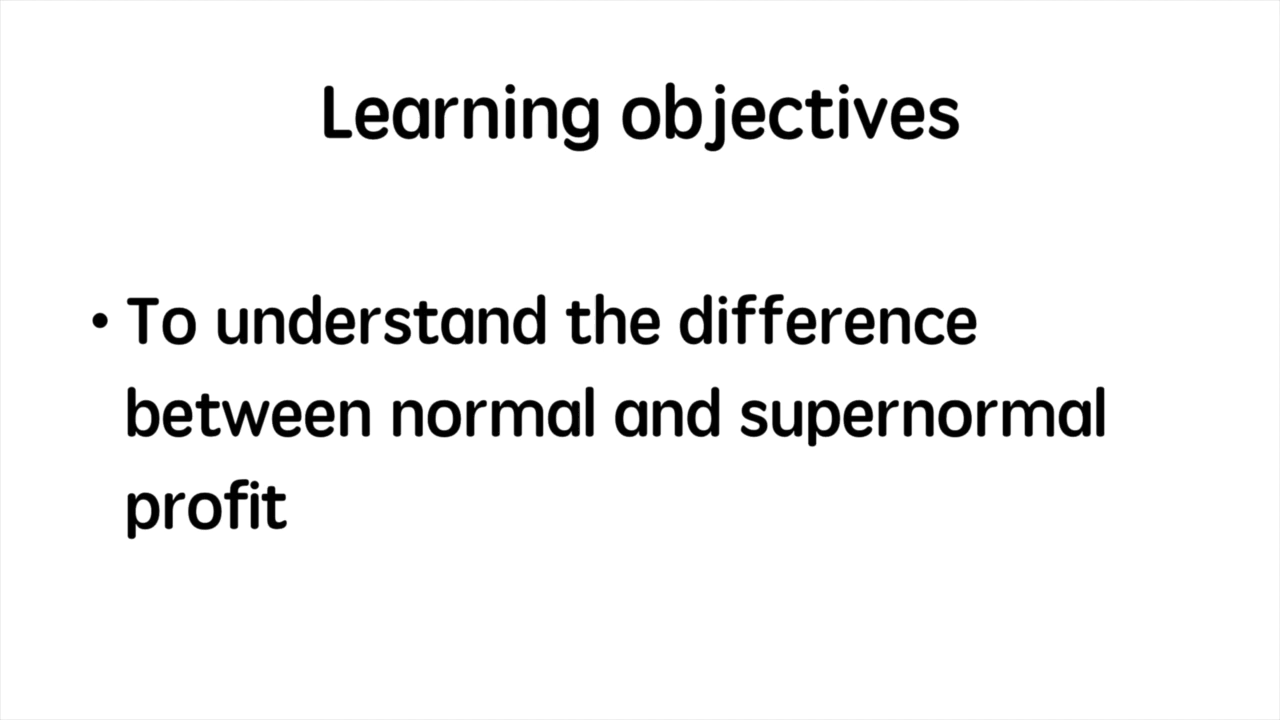 Learning objectives
• To understand the difference
between normal and supernormal
profit